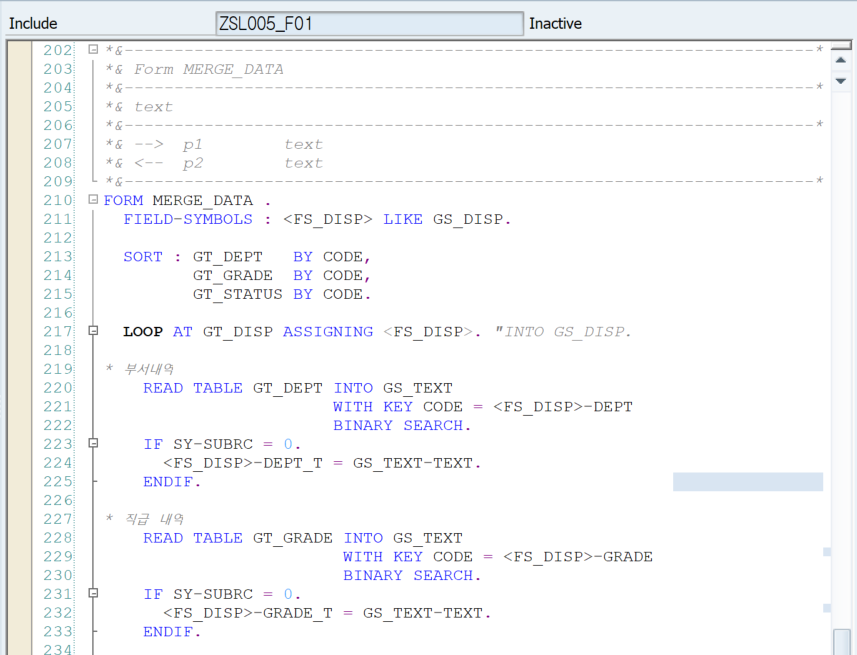 Include ZSL005_F01 Inactive
202 *&---------------------------------------------------------------------*
203 *& Form MERGE_DATA
204 *&---------------------------------------------------------------------*
205 *& text
206 *&---------------------------------------------------------------------*
207 *& -->  p1        text
208 *& <--  p2        text
209 *&---------------------------------------------------------------------*
210 FORM MERGE_DATA .
211   FIELD-SYMBOLS : <FS_DISP> LIKE GS_DISP.
212
213   SORT : GT_DEPT   BY CODE,
214          GT_GRADE  BY CODE,
215          GT_STATUS BY CODE.
216
217   LOOP AT GT_DISP ASSIGNING <FS_DISP>. "INTO GS_DISP.
218
219 * 부서내역
220     READ TABLE GT_DEPT INTO GS_TEXT
221                        WITH KEY CODE = <FS_DISP>-DEPT
222                        BINARY SEARCH.
223     IF SY-SUBRC = 0.
224       <FS_DISP>-DEPT_T = GS_TEXT-TEXT.
225     ENDIF.
226
227 * 직급 내역
228     READ TABLE GT_GRADE INTO GS_TEXT
229                         WITH KEY CODE = <FS_DISP>-GRADE
230                         BINARY SEARCH.
231     IF SY-SUBRC = 0.
232       <FS_DISP>-GRADE_T = GS_TEXT-TEXT.
233     ENDIF.
234